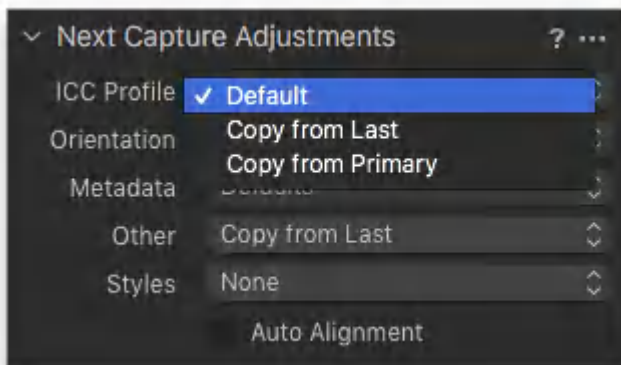 Next Capture Adjustments ? ...
ICC Profile ✓ Default
Copy from Last
Orientation
Copy from Primary
Metadata Defaults
Other Copy from Last
Styles None
Auto Alignment